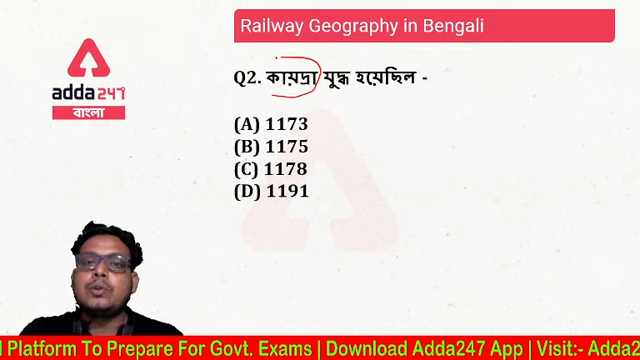 Railway Geography in Bengali
adda247
বাংলা
Q2. কায়দ্রা যুদ্ধ হয়েছিল -
(A) 1173
(B) 1175
(C) 1178
(D) 1191
Platform To Prepare For Govt. Exams | Download Adda247 App | Visit:-